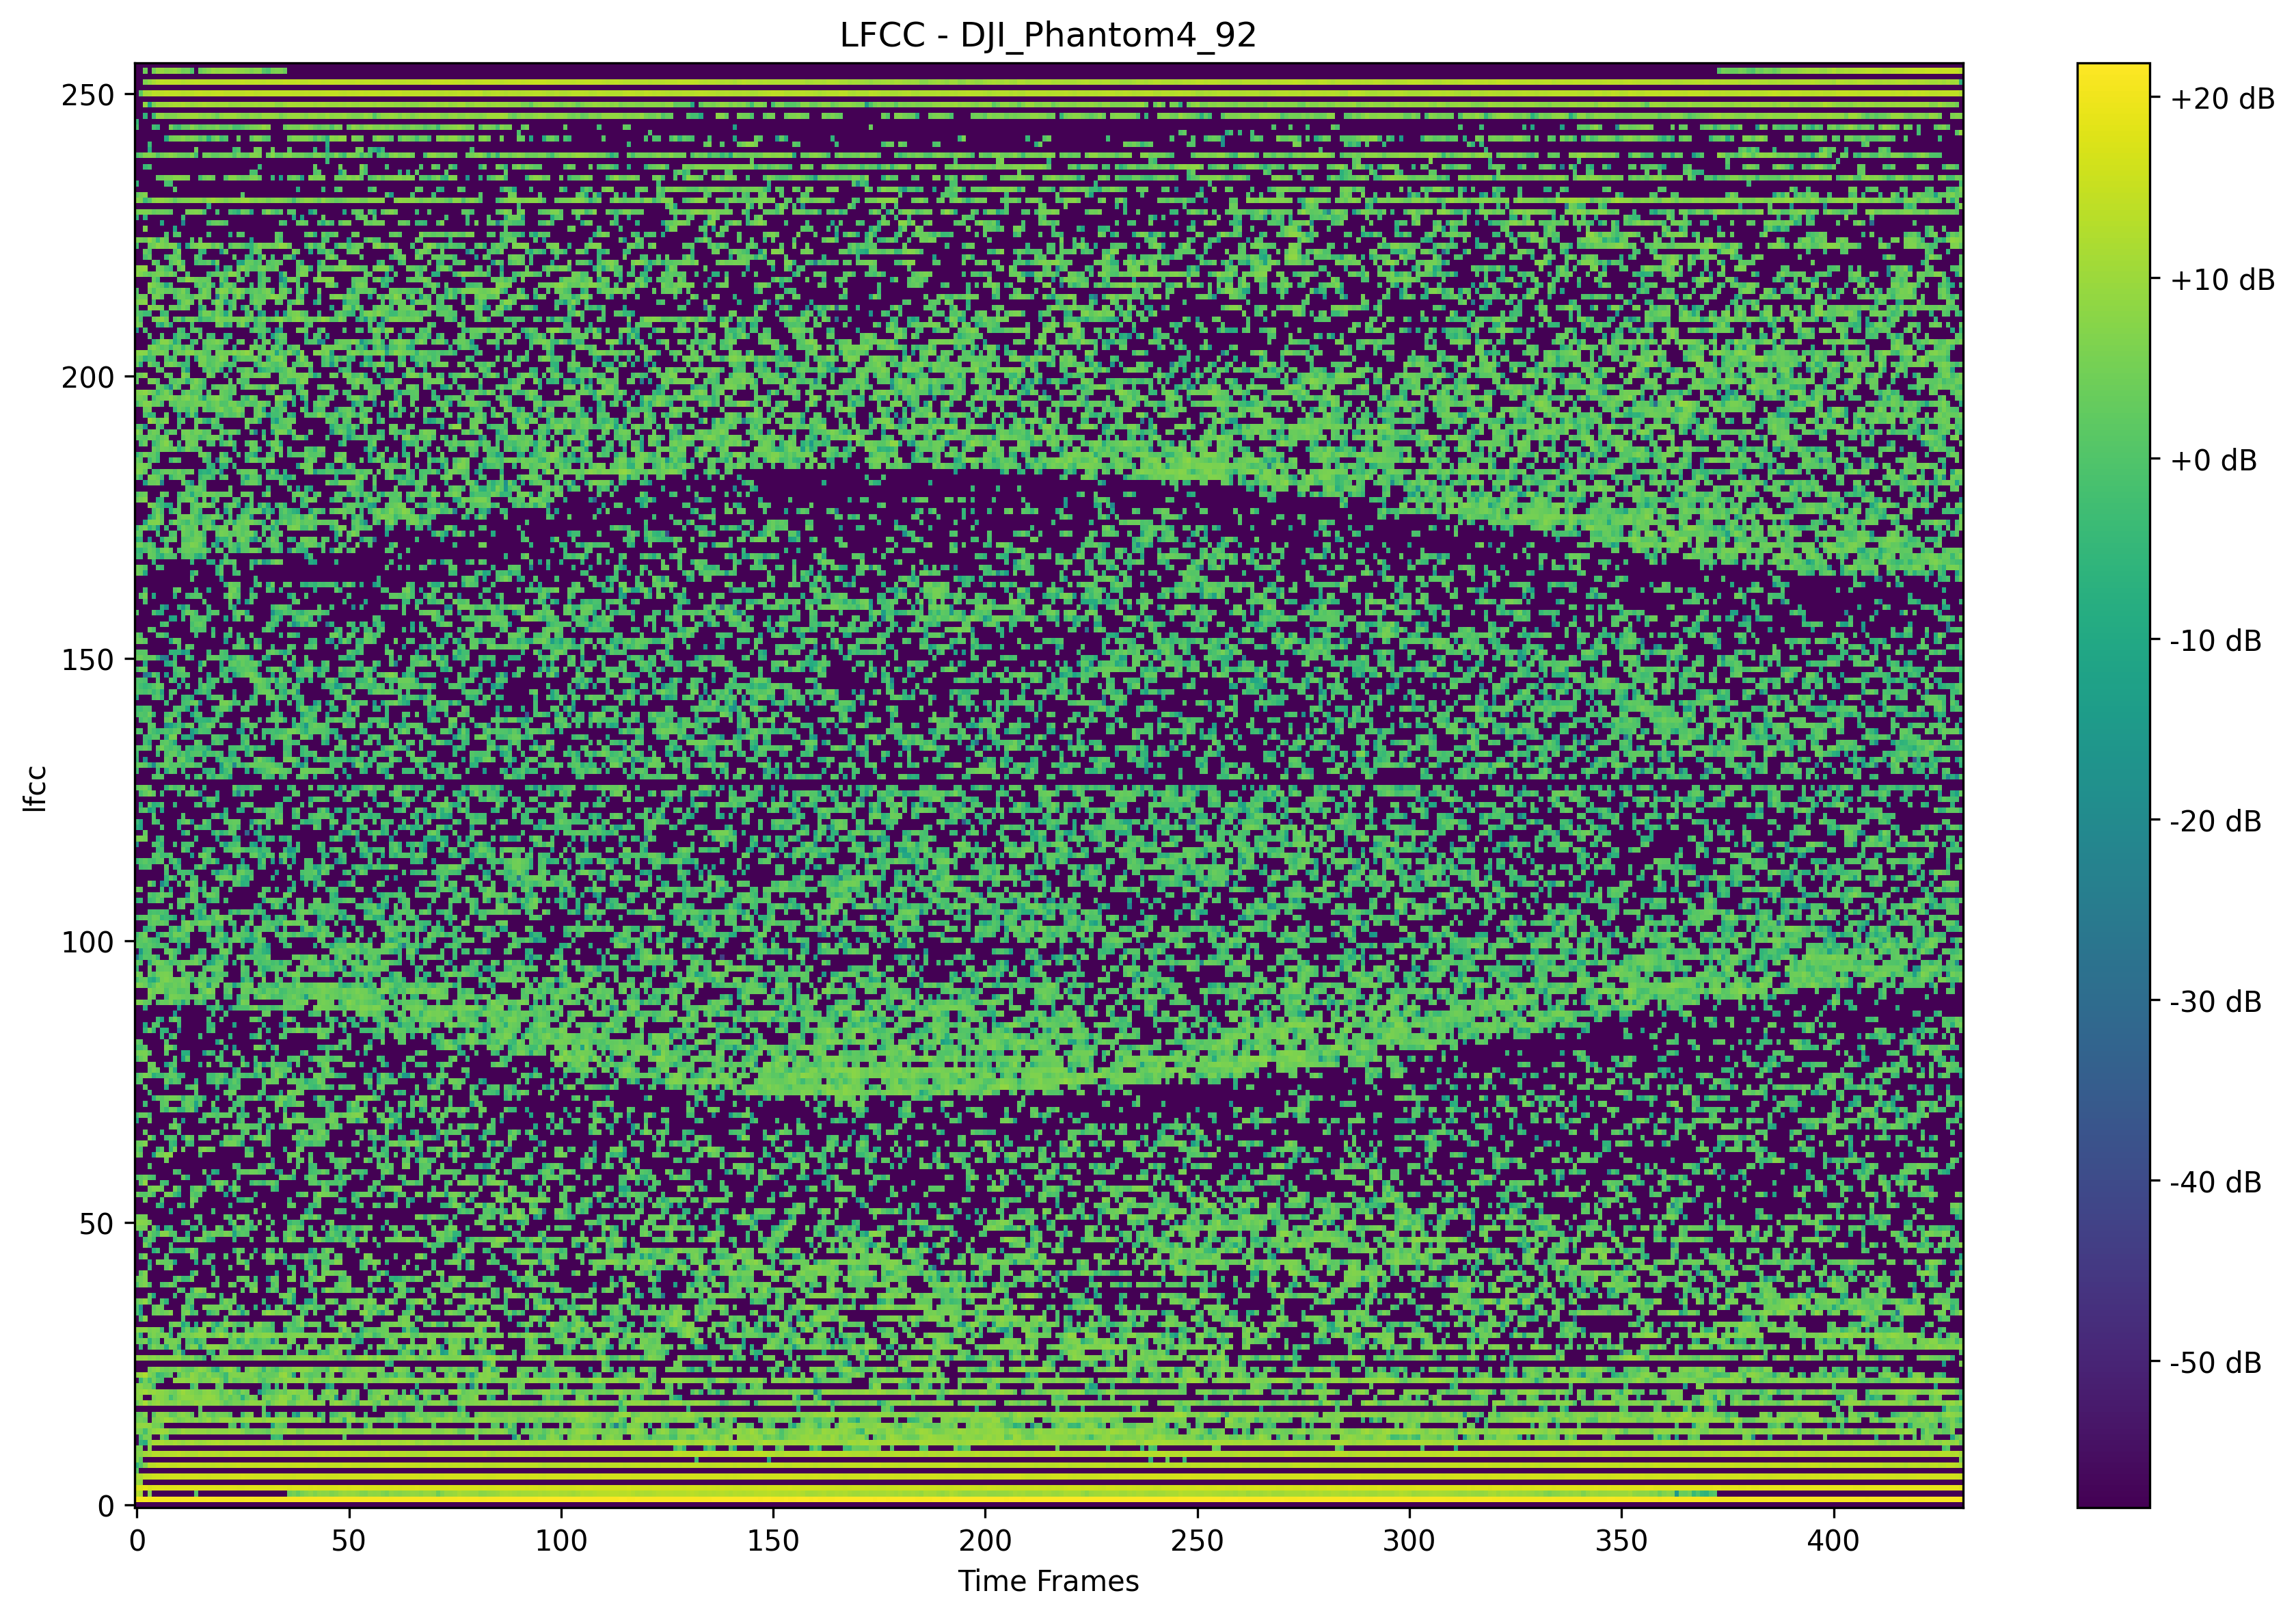 LFCC - DJI_Phantom4_92
250
200
150
100
50
0
lfcc
0 50 100 150 200 250 300 350 400
Time Frames
+20 dB
+10 dB
+0 dB
-10 dB
-20 dB
-30 dB
-40 dB
-50 dB